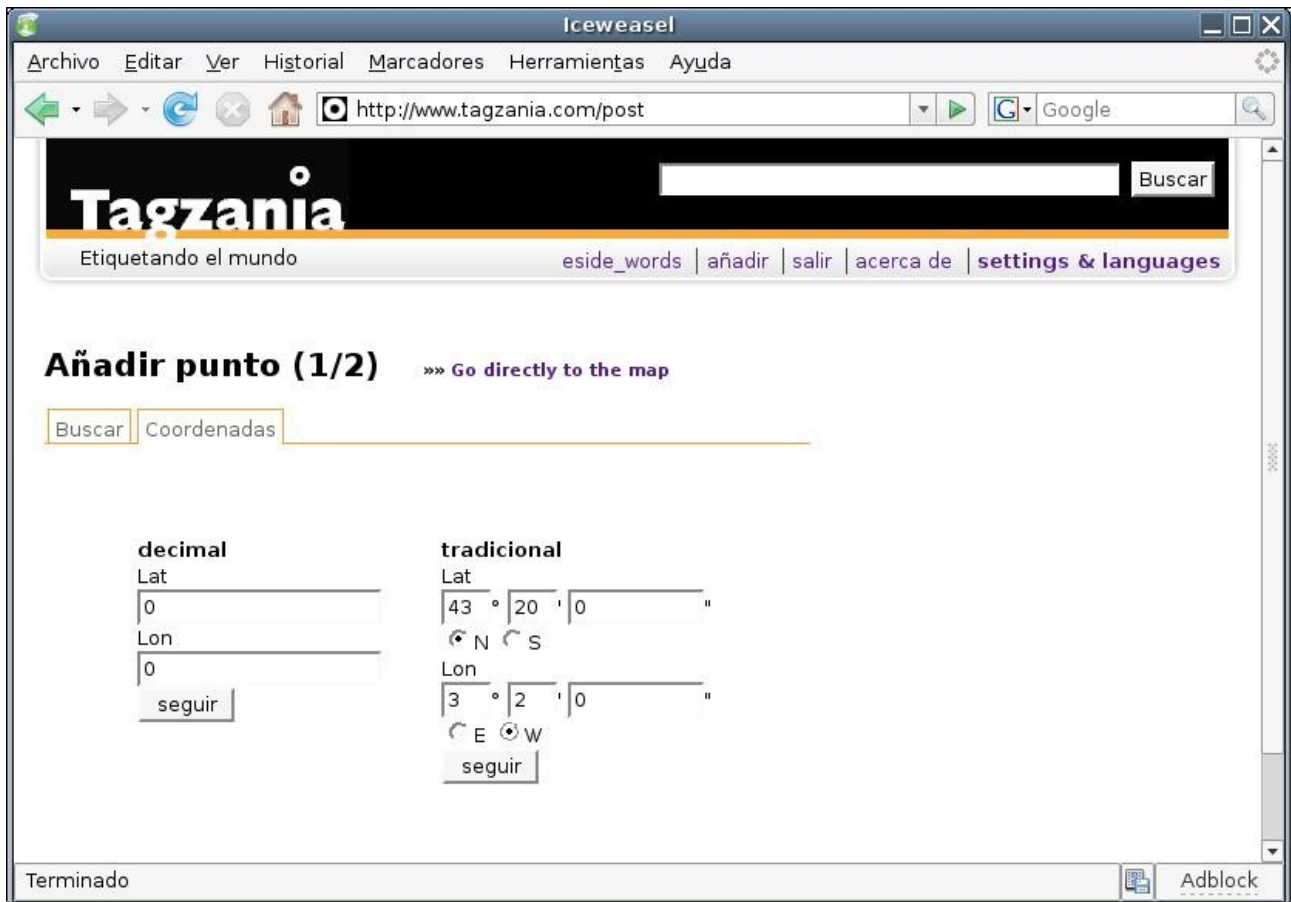 Iceweasel
Archivo Editar Ver Historial Marcadores Herramientas Ayuda
http://www.tagzania.com/post G Google
Tagzania
Buscar
Etiquetando el mundo
eside_words | añadir | salir | acerca de | settings & languages
Añadir punto (1/2) »» Go directly to the map
Buscar Coordenadas
decimal
Lat
0
Lon
0
seguir
tradicional
Lat
43 ° 20 ' 0 "
N S
Lon
3 ° 2 ' 0 "
E W
seguir
Terminado
Adblock